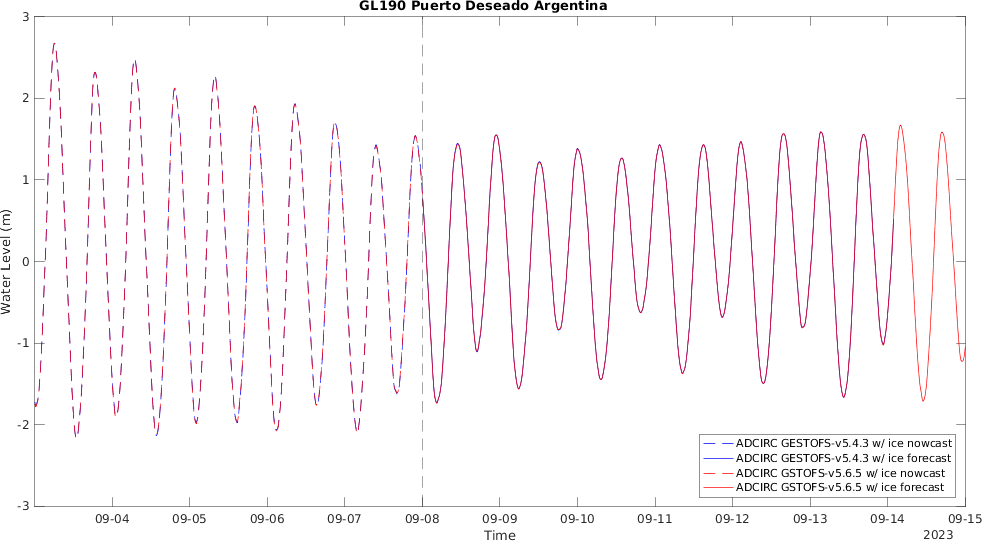 GL190 Puerto Deseado Argentina
3
2
1
0
-1
-2
-3
Water Level (m)
ADCIRC GESTOFS-v5.4.3 w/ ice nowcast
ADCIRC GESTOFS-v5.4.3 w/ ice forecast
ADCIRC GSTOFS-v5.6.5 w/ ice nowcast
ADCIRC GSTOFS-v5.6.5 w/ ice forecast
09-04 09-05 09-06 09-07 09-08 09-09 09-10 09-11 09-12 09-13 09-14 09-15
Time
2023